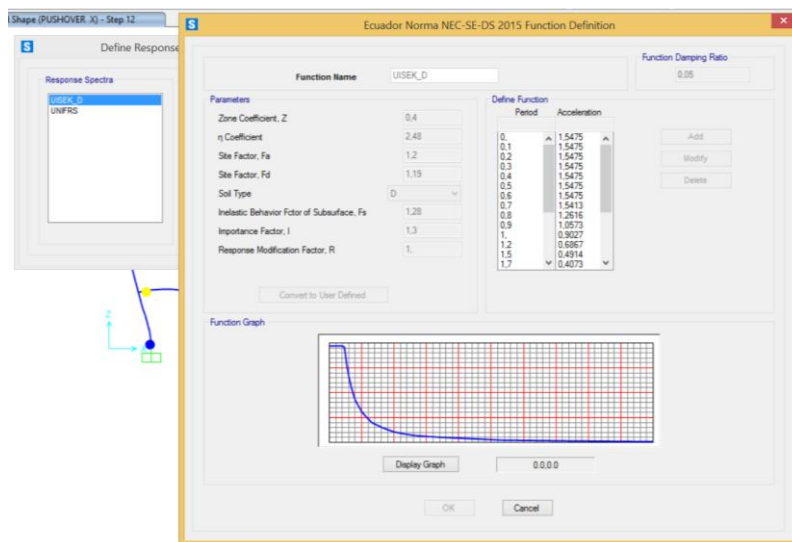 Shape (PUSHOVER X) - Step 12
S
Define Response
Response Spectra
UISEK_D
UNIFRS
Z
S
Ecuador Norma NEC-SE-DS 2015 Function Definition
Function Name
UISEK_D
Function Damping Ratio
0,05
Parameters
Zone Coefficient, Z
0,4
η Coefficient
2,48
Site Factor, Fa
1,2
Site Factor, Fd
1,19
Soil Type
D
Inelastic Behavior Fctor of Subsurface, Fs
1,28
Importance Factor, I
1,3
Response Modification Factor, R
1,
Convert to User Defined
Define Function
Period Acceleration
0, 1,5475
0,1 1,5475
0,2 1,5475
0,3 1,5475
0,4 1,5475
0,5 1,5475
0,6 1,5475
0,7 1,5413
0,8 1,2616
0,9 1,0573
1, 0,9027
1,2 0,6867
1,5 0,4914
1,7 0,4073
Add
Modify
Delete
Function Graph
Display Graph
0.0,0.0
OK
Cancel